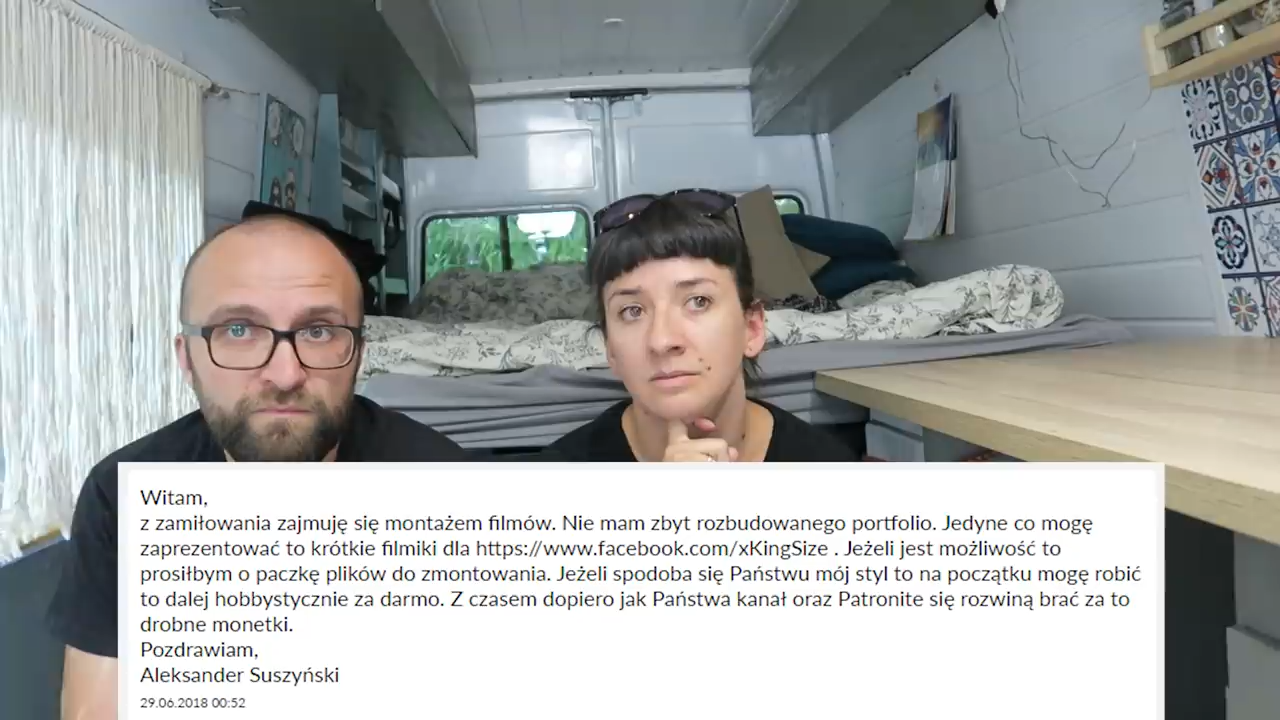 Witam,
z zamiłowania zajmuję się montażem filmów. Nie mam zbyt rozbudowanego portfolio. Jedyne co mogę
zaprezentować to krótkie filmiki dla https://www.facebook.com/xKingSize . Jeżeli jest możliwość to
prosiłbym o paczkę plików do zmontowania. Jeżeli spodoba się Państwu mój styl to na początku mogę robić
to dalej hobbystycznie za darmo. Z czasem dopiero jak Państwa kanał oraz Patronite się rozwiną brać za to
drobne monetki.
Pozdrawiam,
Aleksander Suszyński
29.06.2018 00:52